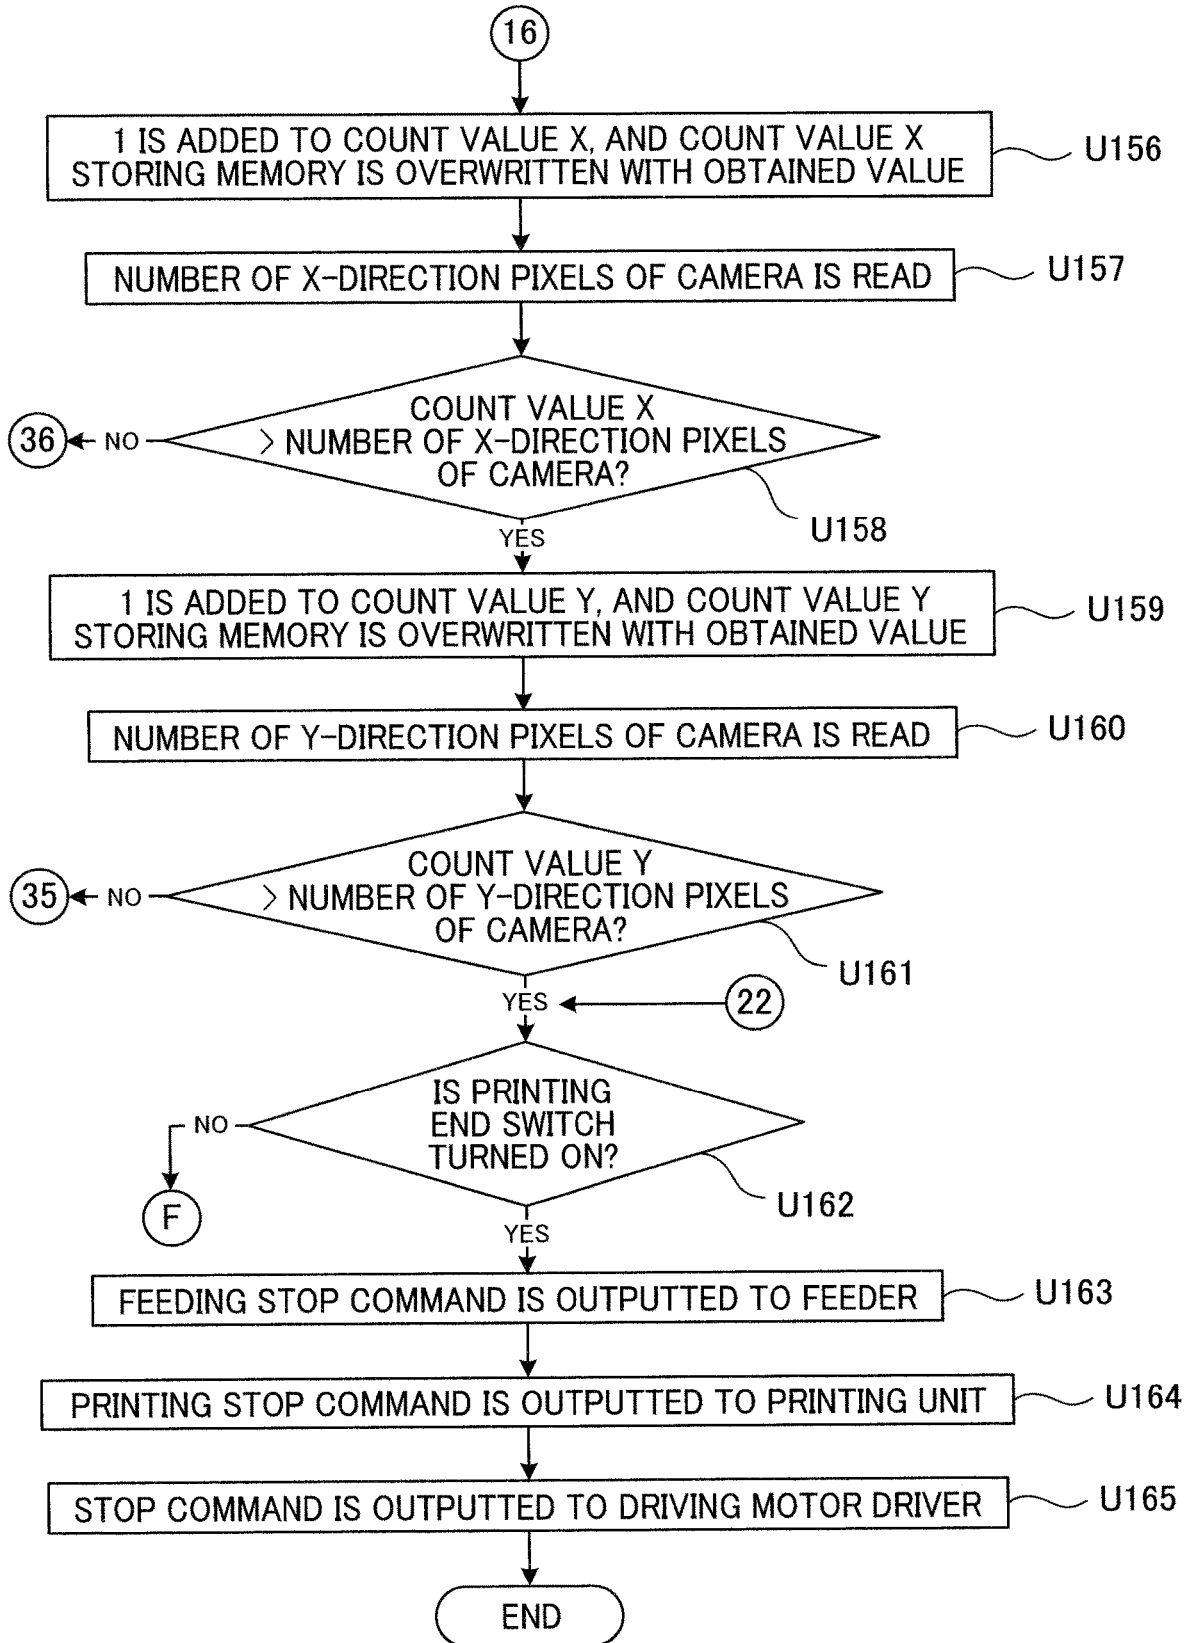 16
1 IS ADDED TO COUNT VALUE X, AND COUNT VALUE X
STORING MEMORY IS OVERWRITTEN WITH OBTAINED VALUE
U156
NUMBER OF X-DIRECTION PIXELS OF CAMERA IS READ
U157
COUNT VALUE X
> NUMBER OF X-DIRECTION PIXELS
OF CAMERA?
36
NO
U158
YES
1 IS ADDED TO COUNT VALUE Y, AND COUNT VALUE Y
STORING MEMORY IS OVERWRITTEN WITH OBTAINED VALUE
U159
NUMBER OF Y-DIRECTION PIXELS OF CAMERA IS READ
U160
COUNT VALUE Y
> NUMBER OF Y-DIRECTION PIXELS
OF CAMERA?
35
NO
U161
YES
22
IS PRINTING
END SWITCH
TURNED ON?
NO
F
U162
YES
FEEDING STOP COMMAND IS OUTPUTTED TO FEEDER
U163
PRINTING STOP COMMAND IS OUTPUTTED TO PRINTING UNIT
U164
STOP COMMAND IS OUTPUTTED TO DRIVING MOTOR DRIVER
U165
END